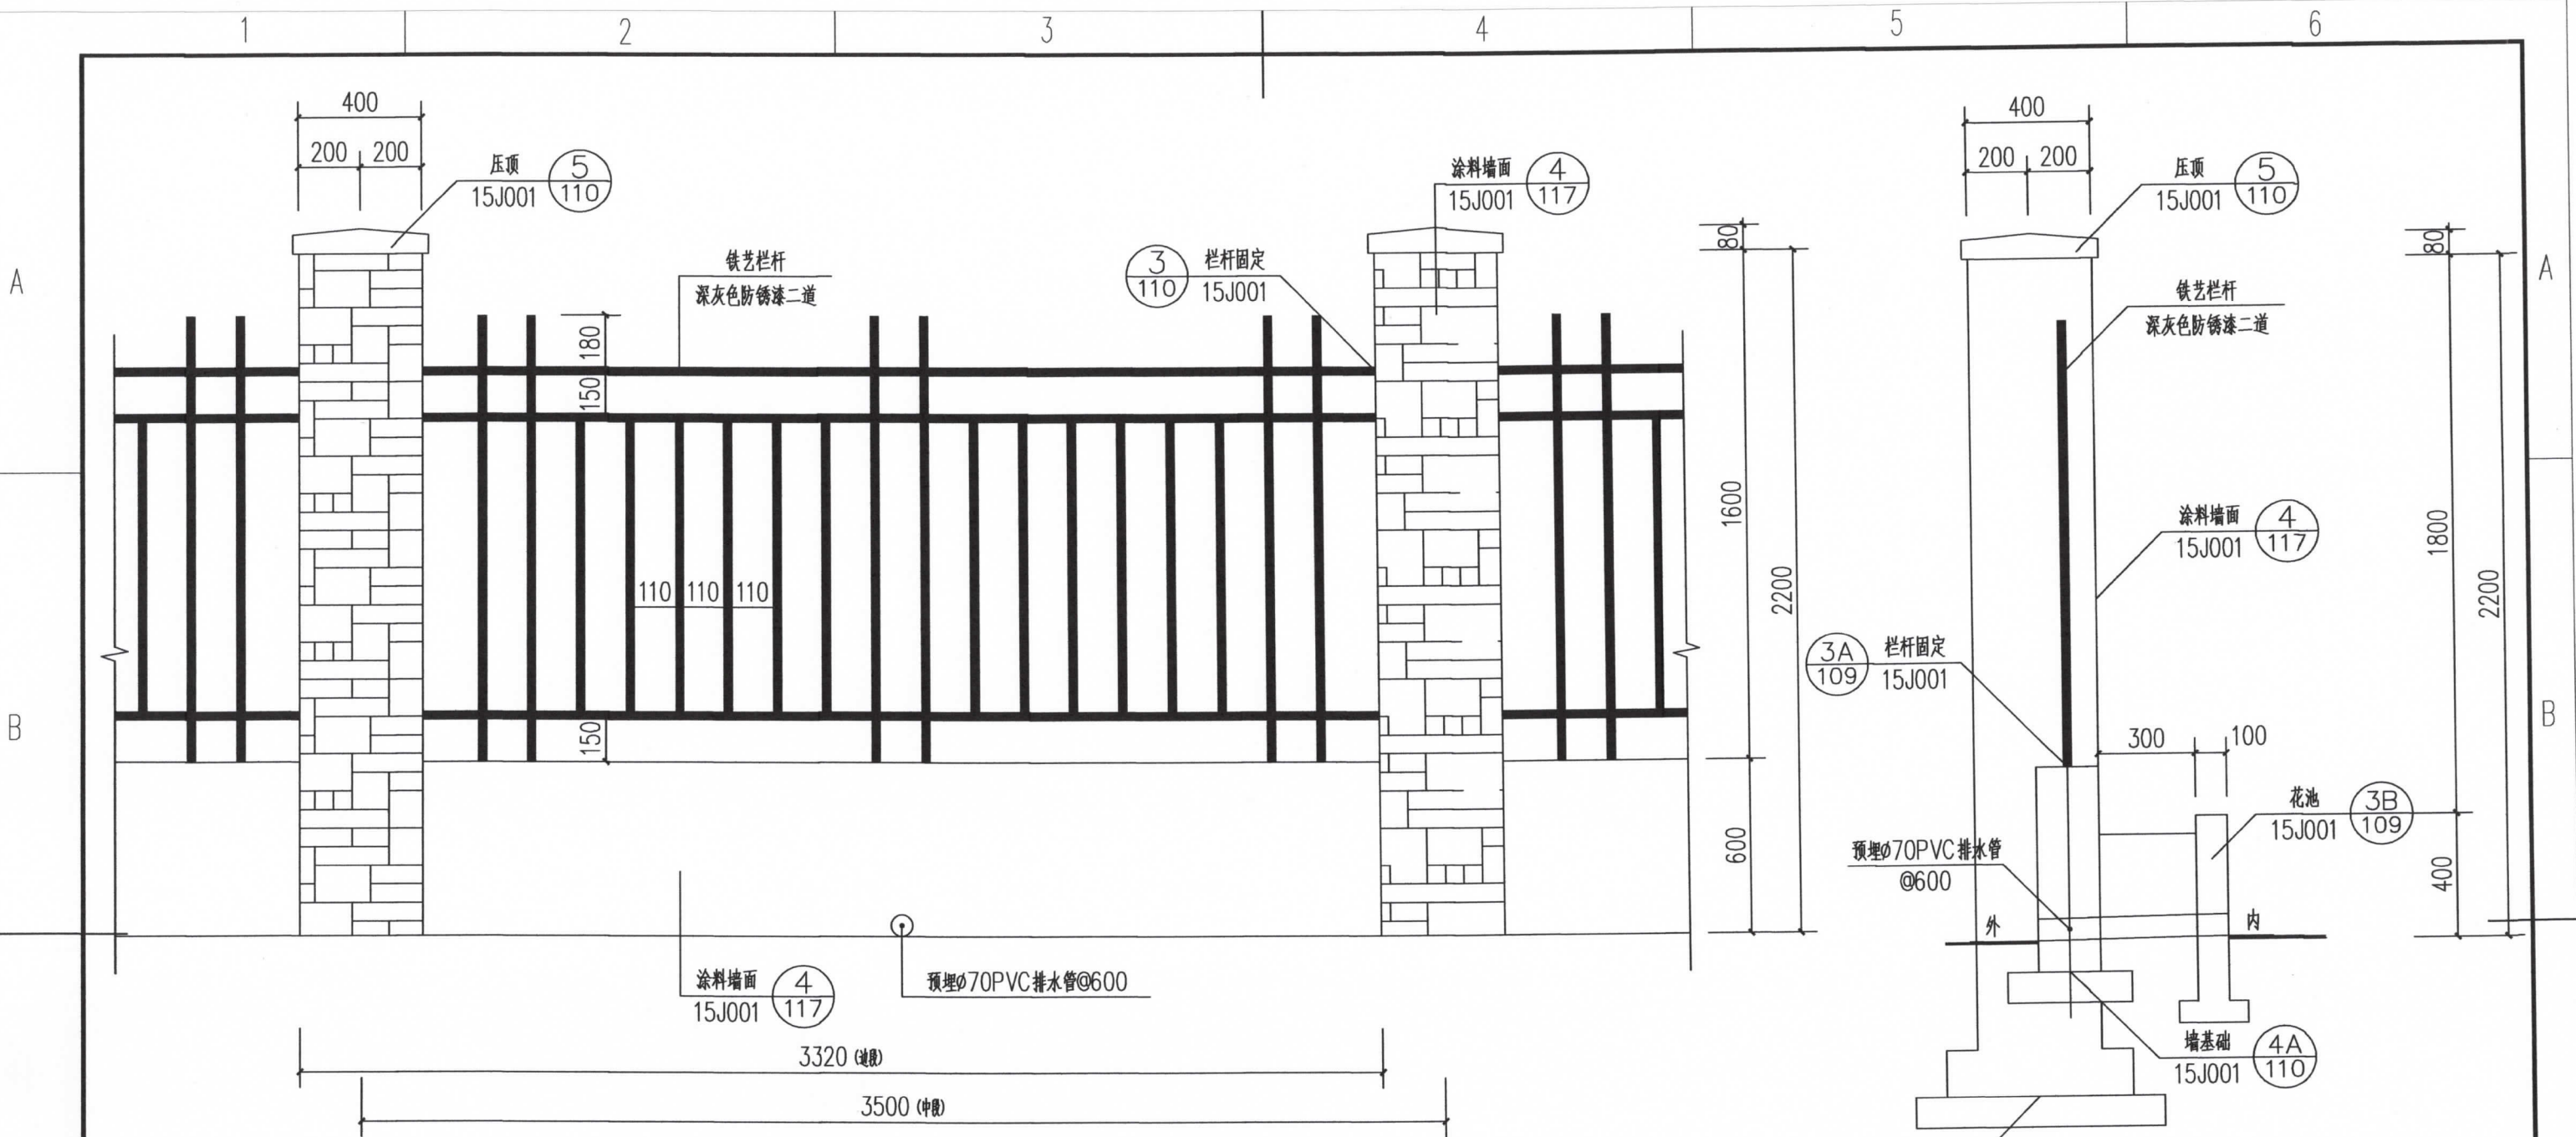 1
2
3
4
5
6
400
200
200
压顶
15J001
5
110
涂料墙面
15J001
4
117
400
200
200
压顶
15J001
5
110
A
铁艺栏杆
深灰色防锈漆二道
3
110
栏杆固定
15J001
80
80
A
铁艺栏杆
深灰色防锈漆二道
180
150
1600
2200
涂料墙面
15J001
4
117
1800
2200
110
110
110
3A
109
栏杆固定
15J001
B
150
300
100
B
600
花池
15J001
3B
109
预埋ø70PVC排水管
@600
400
外
内
涂料墙面
15J001
4
117
预埋ø70PVC排水管@600
墙基础
15J001
4A
110
3320 (边段)
3500 (中段)